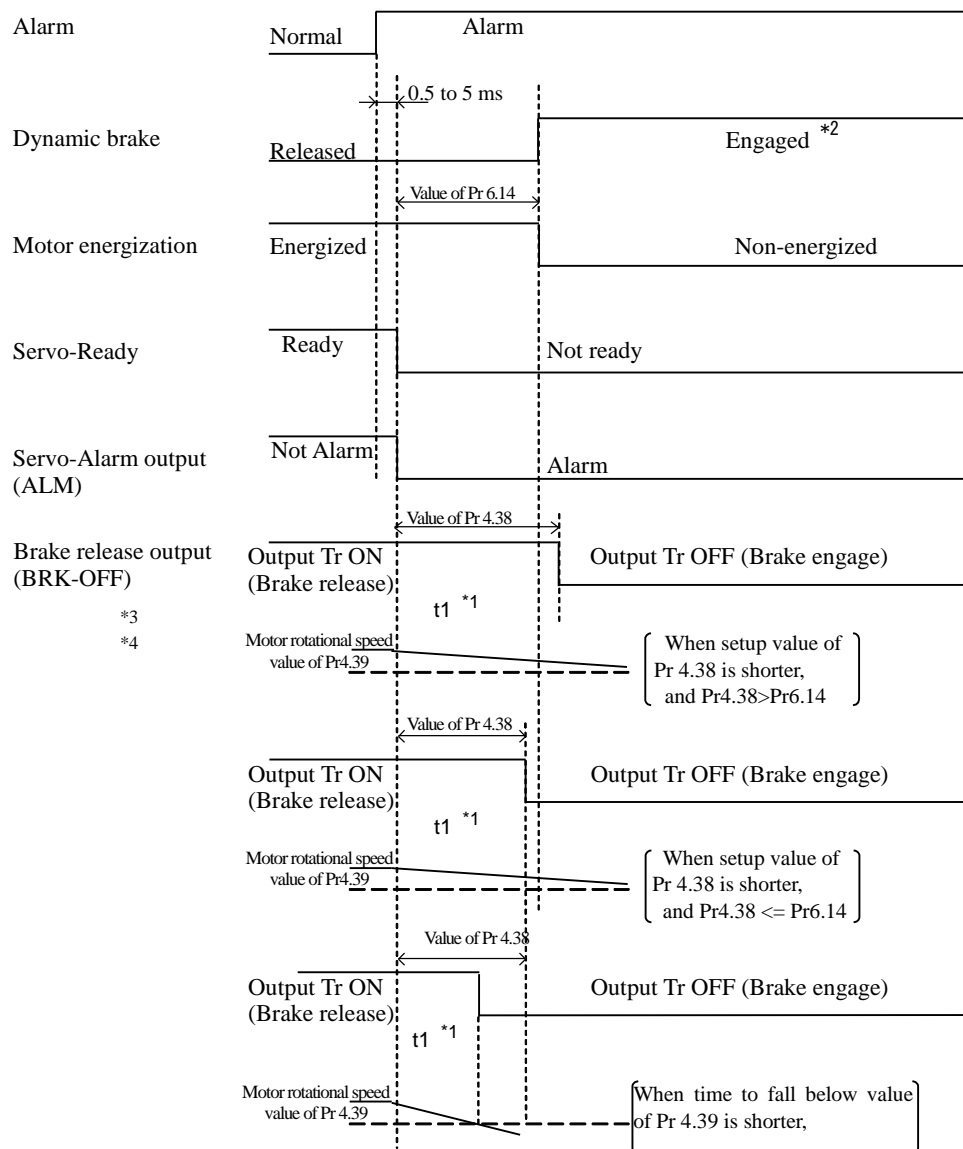 Alarm
Normal
Alarm
0.5 to 5 ms
Dynamic brake
Released
Engaged *2
Value of Pr 6.14
Motor energization
Energized
Non-energized
Servo-Ready
Ready
Not ready
Servo-Alarm output
(ALM)
Not Alarm
Alarm
Value of Pr 4.38
Brake release output
(BRK-OFF)
*3
*4
Output Tr ON
(Brake release)
Output Tr OFF (Brake engage)
t1 *1
Motor rotational speed
value of Pr4.39
When setup value of
Pr 4.38 is shorter,
and Pr4.38>Pr6.14
Value of Pr 4.38
Output Tr ON
(Brake release)
Output Tr OFF (Brake engage)
t1 *1
Motor rotational speed
value of Pr4.39
When setup value of
Pr 4.38 is shorter,
and Pr4.38 <= Pr6.14
Value of Pr 4.38
Output Tr ON
(Brake release)
Output Tr OFF (Brake engage)
t1 *1
Motor rotational speed
value of Pr 4.39
When time to fall below value
of Pr 4.39 is shorter,